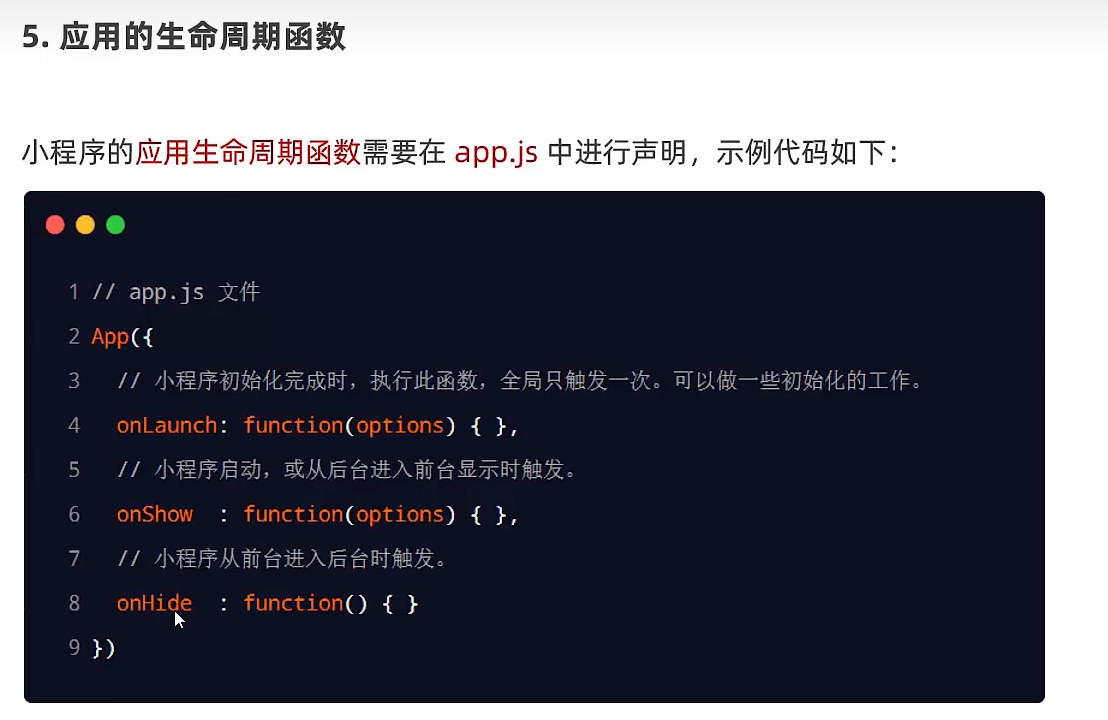 5. 应用的生命周期函数
小程序的应用生命周期函数需要在 app.js 中进行声明，示例代码如下：
1 // app.js 文件
2 App({
3   // 小程序初始化完成时，执行此函数，全局只触发一次。可以做一些初始化的工作。
4   onLaunch: function(options) { },
5   // 小程序启动，或从后台进入前台显示时触发。
6   onShow  : function(options) { },
7   // 小程序从前台进入后台时触发。
8   onHide  : function() { }
9 })